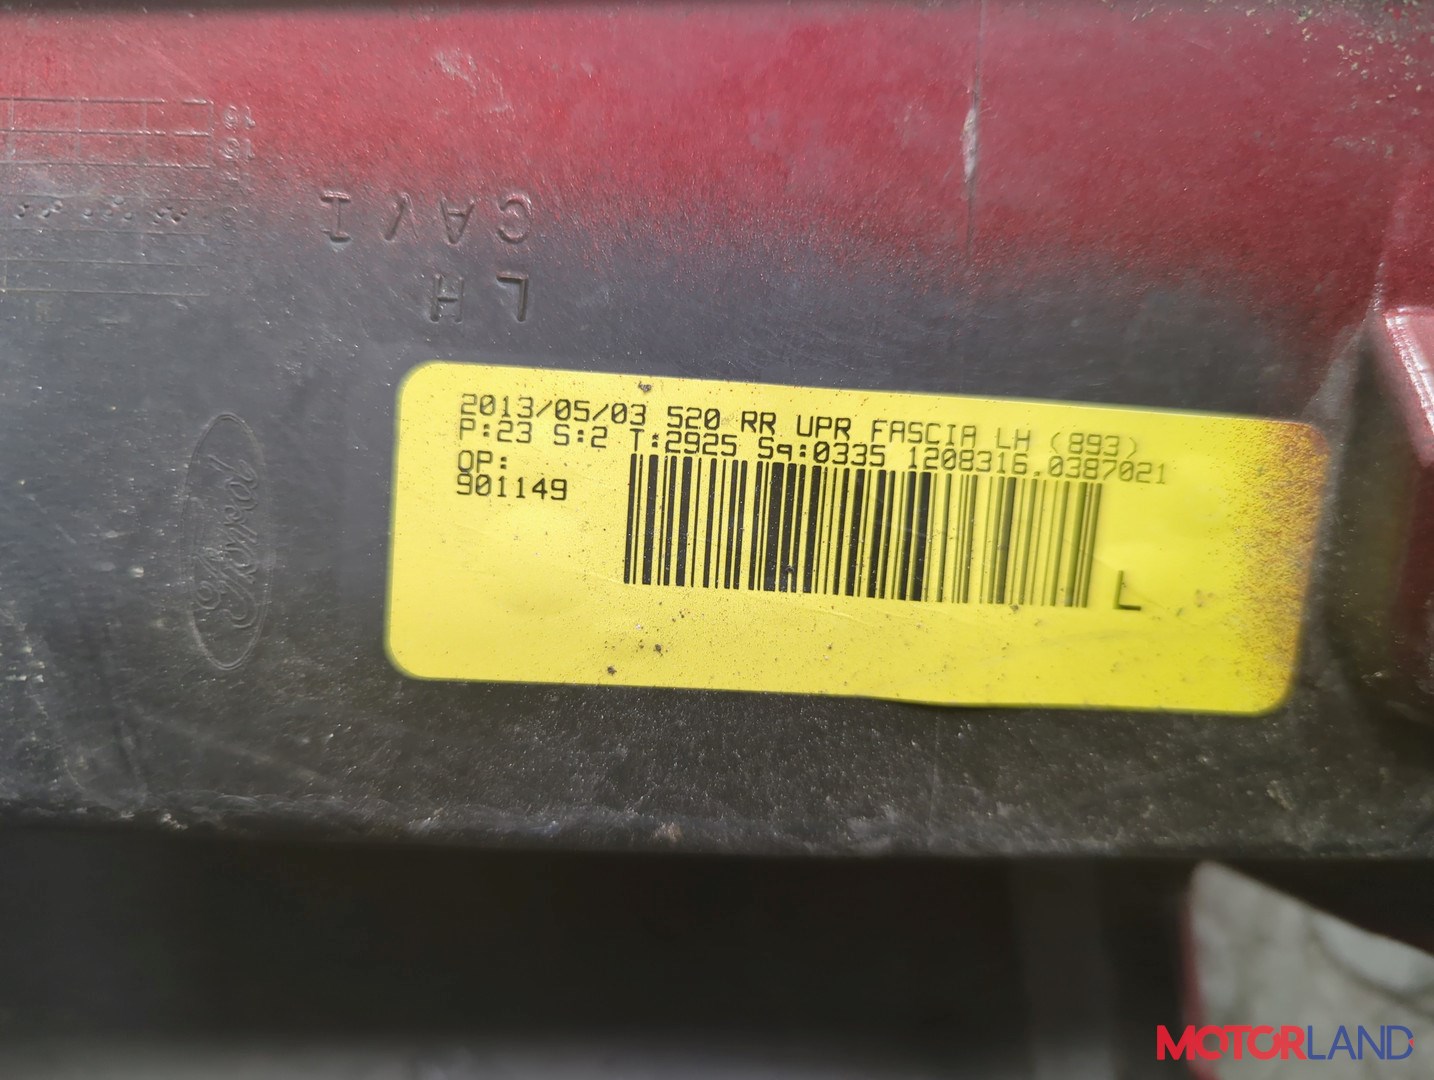 CAV I
LH
2013/05/03 520 RR UPR FASCIA LH (893)
P:23 S:2 T:2925 Sq:0335 1208316.0387021
OP:
901149
L
Ford
MOTORLAND